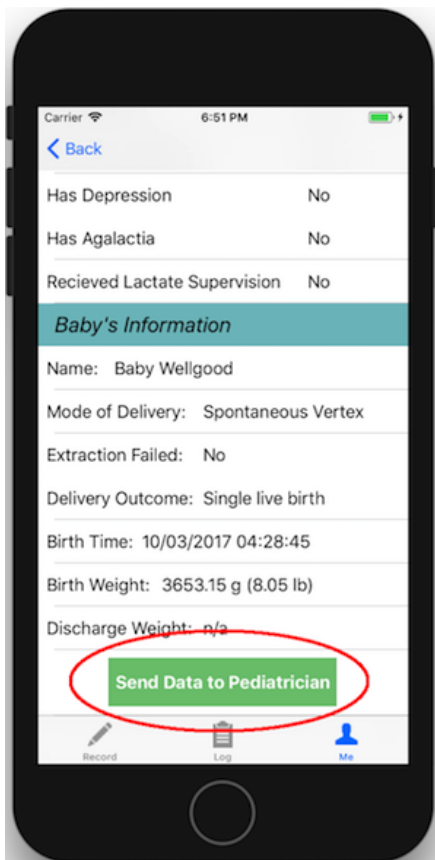 Carrier 6:51 PM
Back
Has Depression No
Has Agalactia No
Recieved Lactate Supervision No
Baby's Information
Name: Baby Wellgood
Mode of Delivery: Spontaneous Vertex
Extraction Failed: No
Delivery Outcome: Single live birth
Birth Time: 10/03/2017 04:28:45
Birth Weight: 3653.15 g (8.05 lb)
Discharge Weight: n/a
Send Data to Pediatrician
Record Log Me